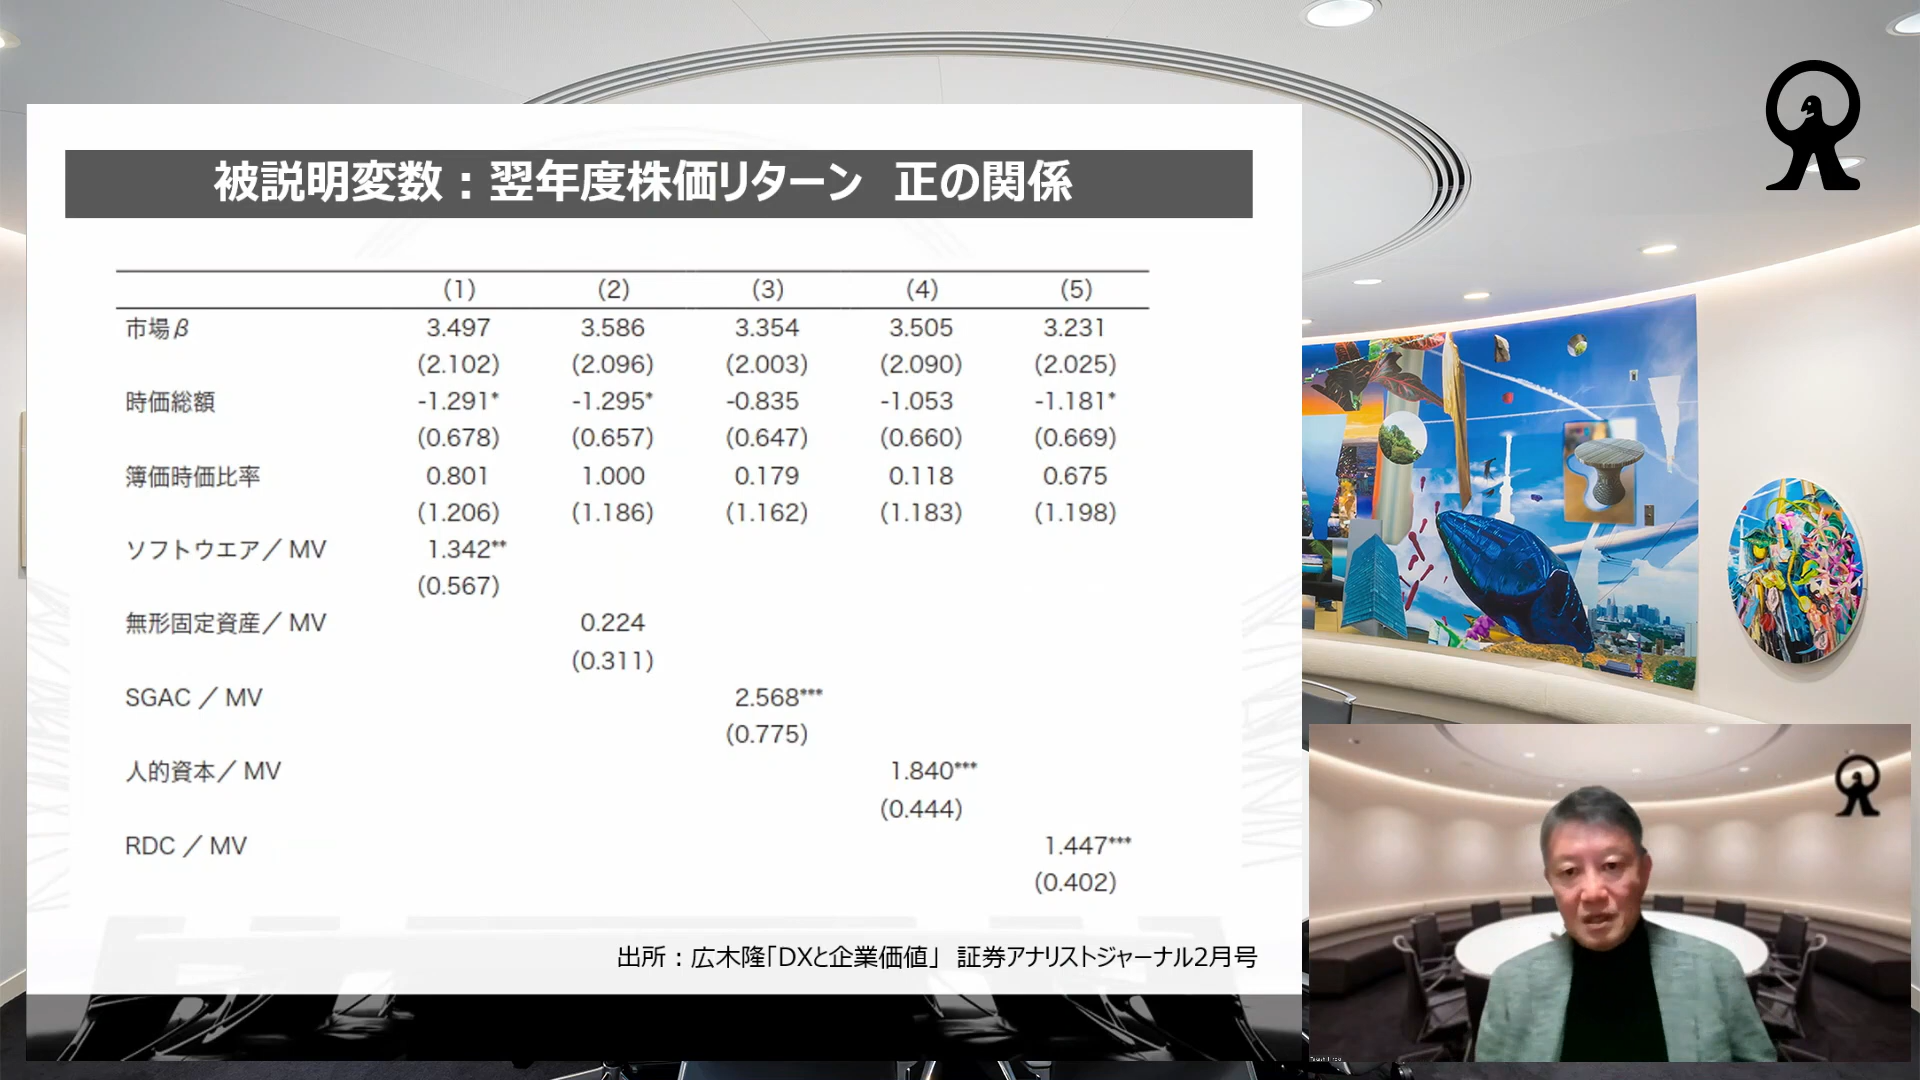 被説明変数：翌年度株価リターン　正の関係
(1) (2) (3) (4) (5)
市場β 3.497 3.586 3.354 3.505 3.231
(2.102) (2.096) (2.003) (2.090) (2.025)
時価総額 -1.291* -1.295* -0.835 -1.053 -1.181*
(0.678) (0.657) (0.647) (0.660) (0.669)
簿価時価比率 0.801 1.000 0.179 0.118 0.675
(1.206) (1.186) (1.162) (1.183) (1.198)
ソフトウエア／MV 1.342**
(0.567)
無形固定資産／MV 0.224
(0.311)
SGAC／MV 2.568***
(0.775)
人的資本／MV 1.840***
(0.444)
RDC／MV 1.447***
(0.402)
出所：広木隆「DXと企業価値」 証券アナリストジャーナル2月号